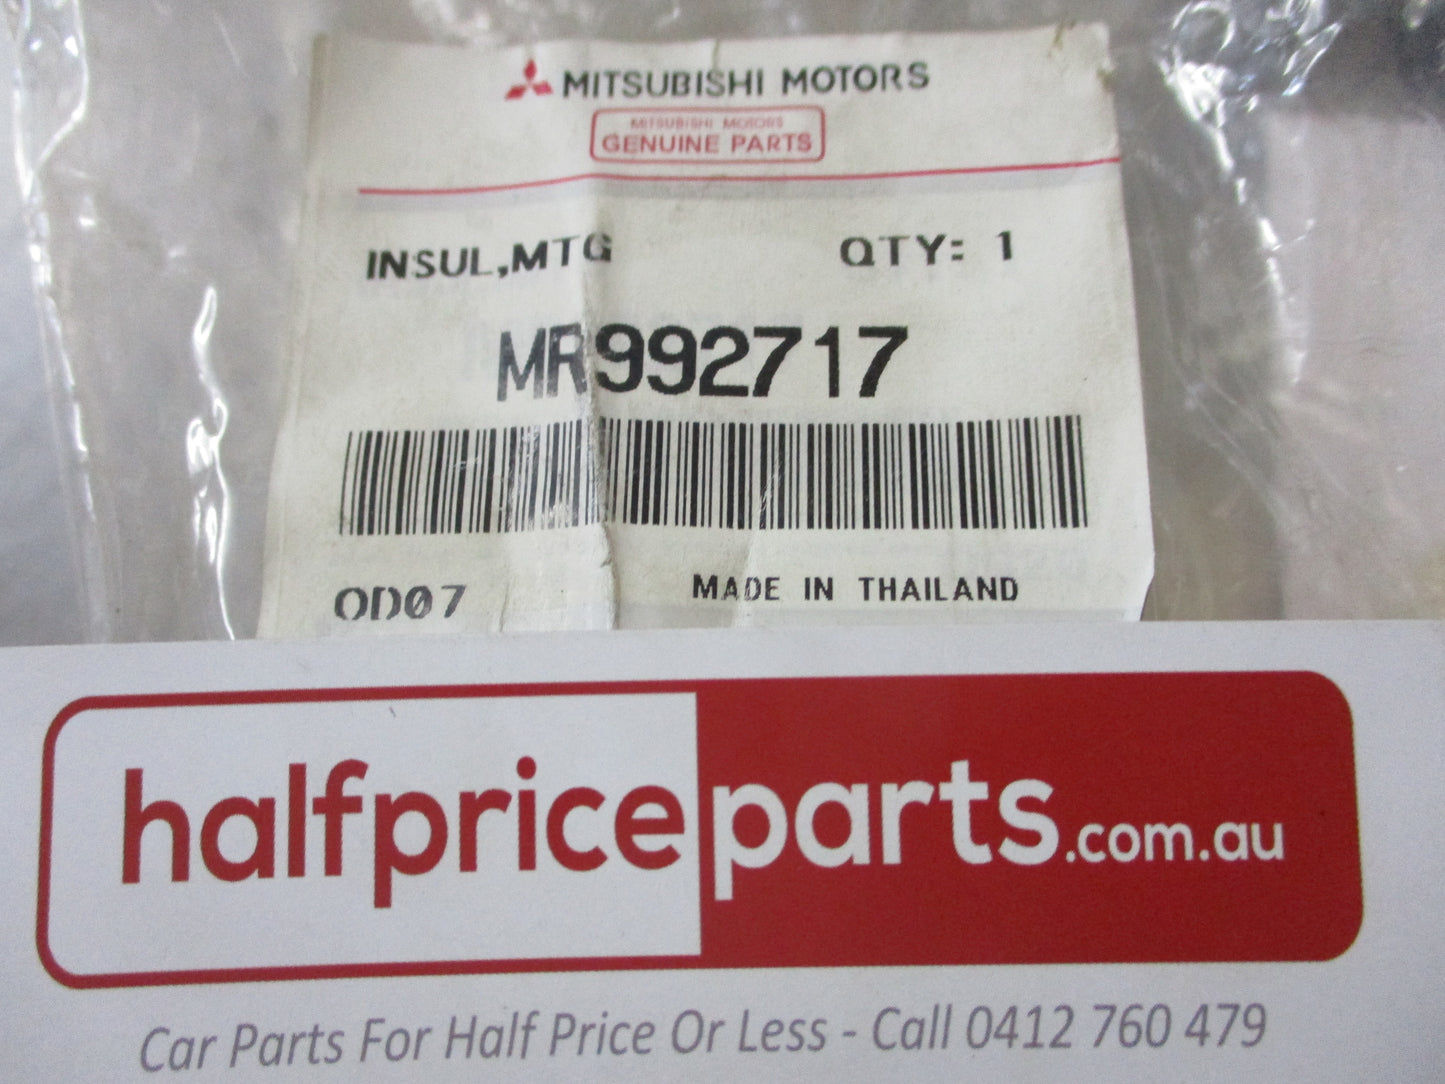 MITSUBISHI MOTORS
MITSUBISHI MOTORS
GENUINE PARTS
INSUL,MTG QTY: 1
MR992717
OD07 MADE IN THAILAND
halfpriceparts.com.au
Car Parts For Half Price Or Less - Call 0412 760 479